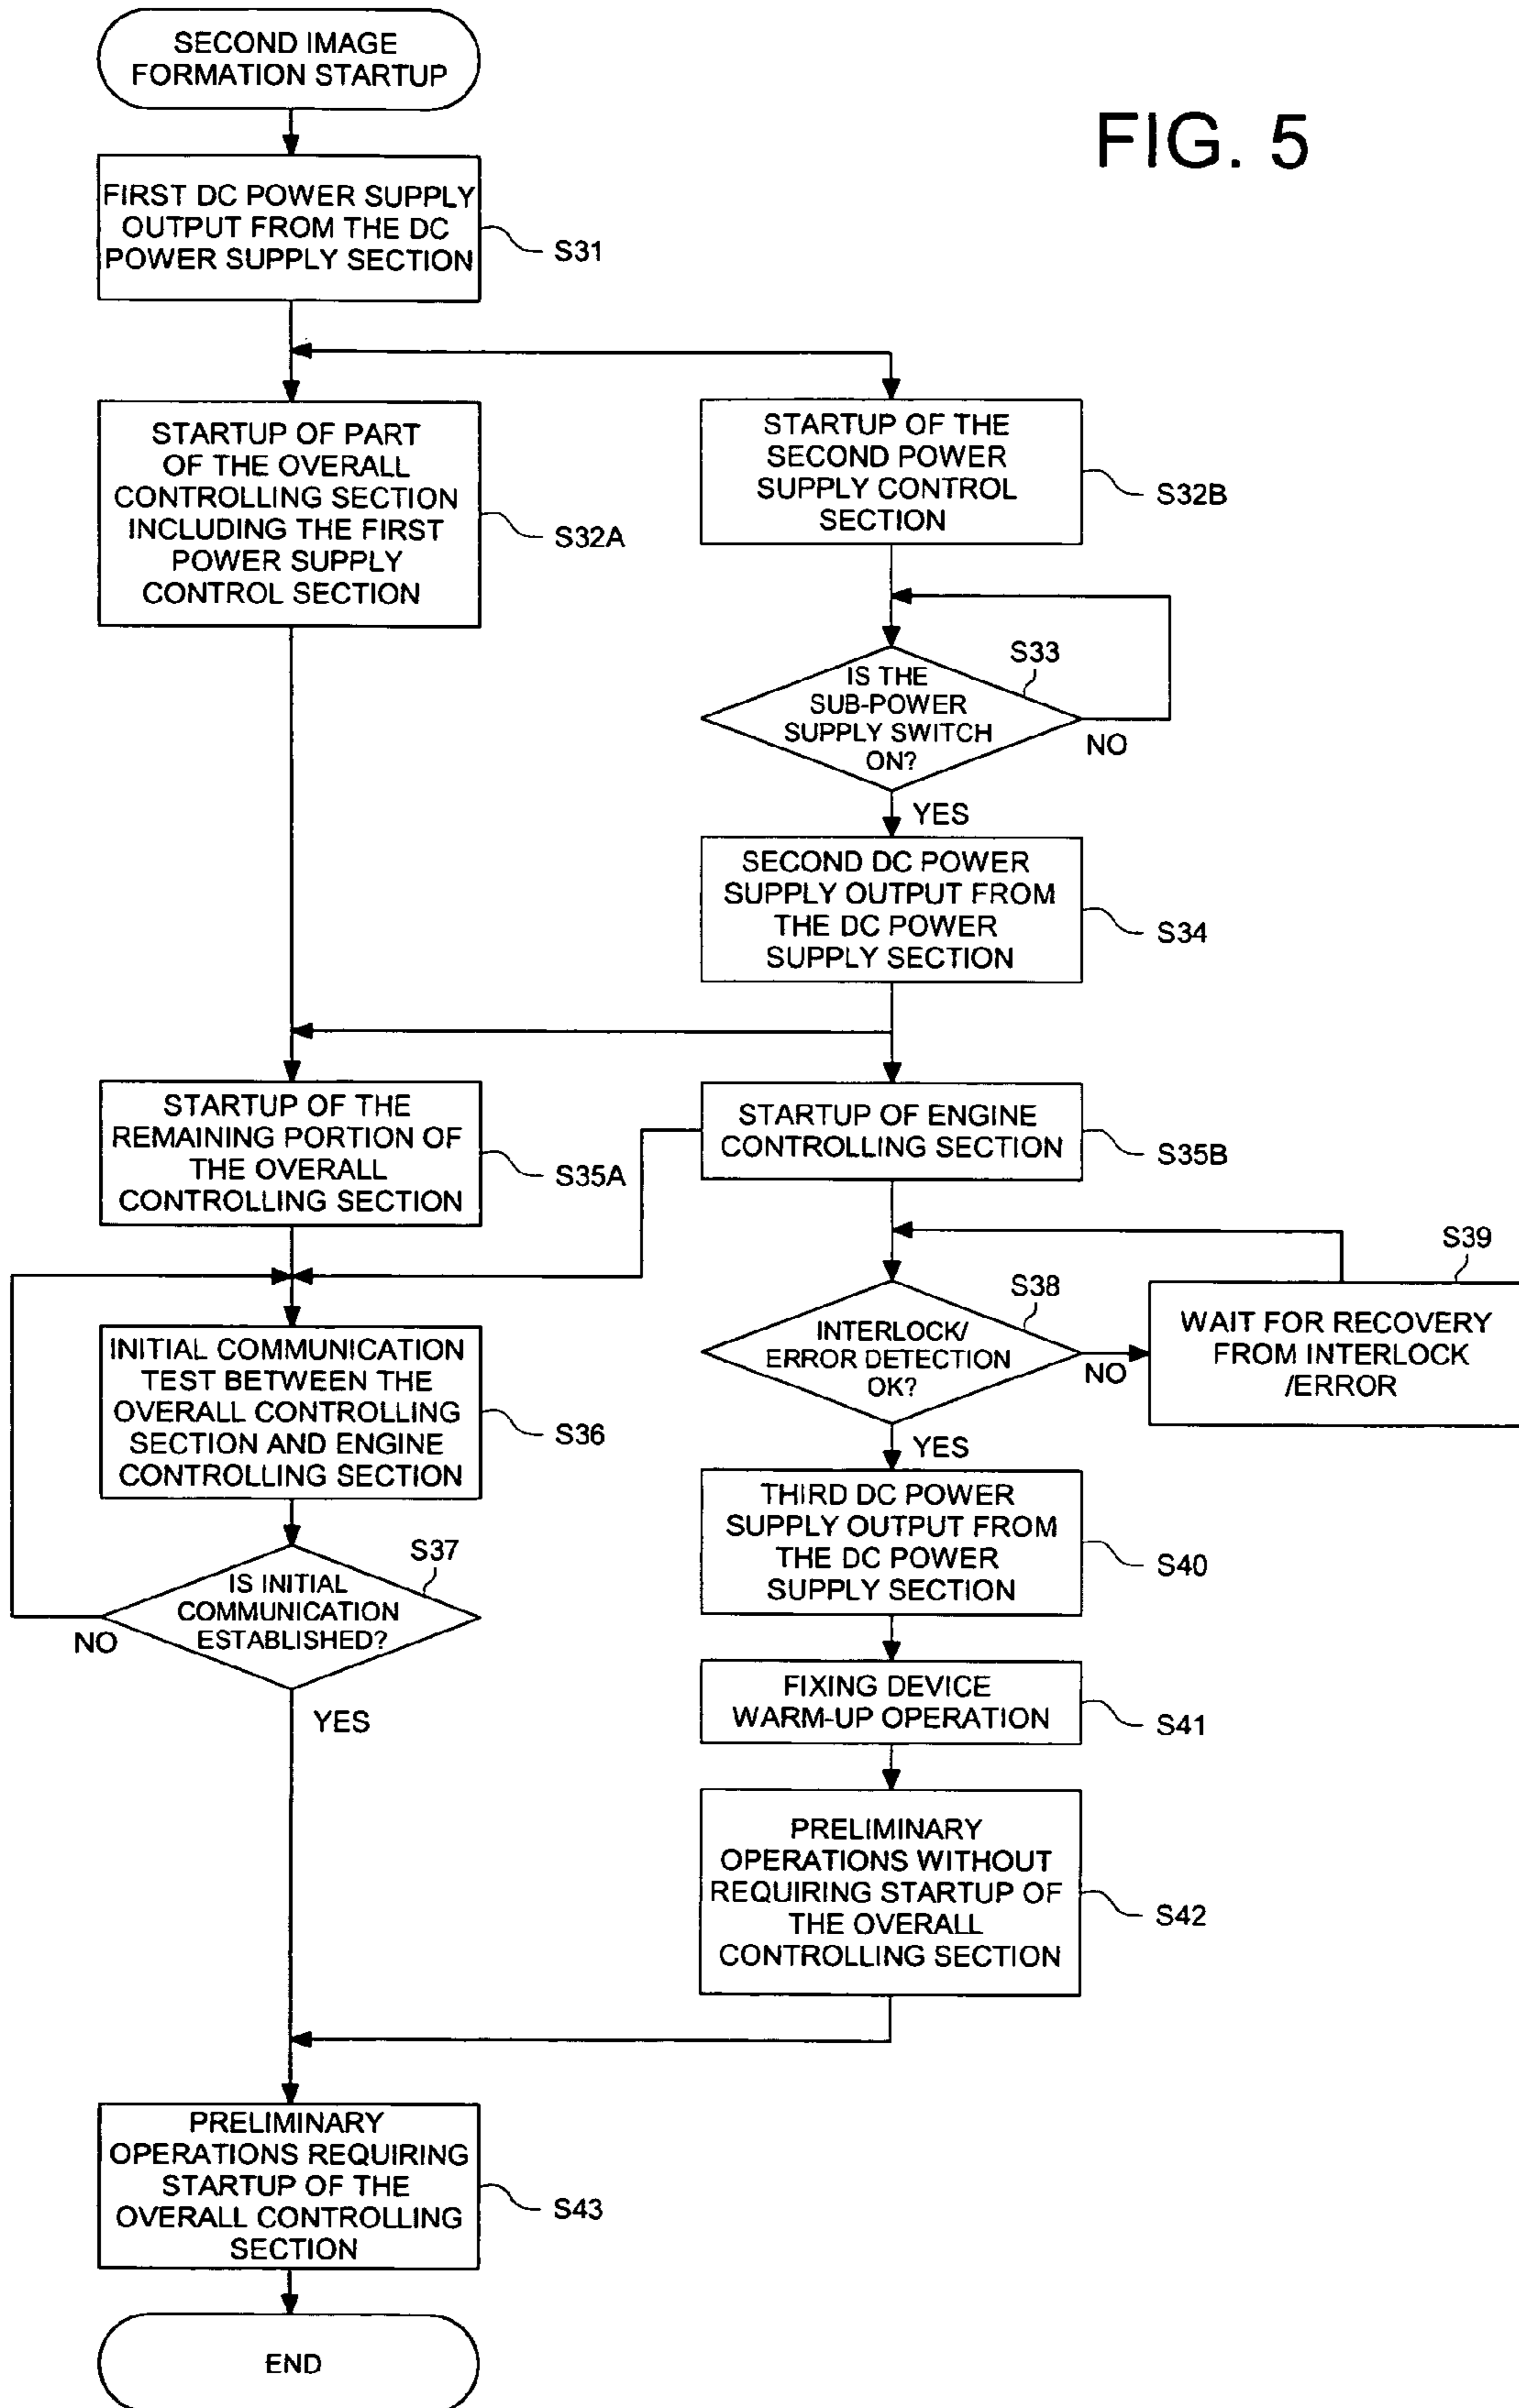 SECOND IMAGE
FORMATION STARTUP
FIG. 5
FIRST DC POWER SUPPLY
OUTPUT FROM THE DC
POWER SUPPLY SECTION
S31
STARTUP OF PART
OF THE OVERALL
CONTROLLING SECTION
INCLUDING THE FIRST
POWER SUPPLY
CONTROL SECTION
S32A
STARTUP OF THE
SECOND POWER
SUPPLY CONTROL
SECTION
S32B
S33
IS THE
SUB-POWER
SUPPLY SWITCH
ON?
NO
YES
SECOND DC POWER
SUPPLY OUTPUT FROM
THE DC POWER
SUPPLY SECTION
S34
STARTUP OF THE
REMAINING PORTION OF
THE OVERALL
CONTROLLING SECTION
S35A
STARTUP OF ENGINE
CONTROLLING SECTION
S35B
INITIAL COMMUNICATION
TEST BETWEEN THE
OVERALL CONTROLLING
SECTION AND ENGINE
CONTROLLING SECTION
S36
S37
IS INITIAL
COMMUNICATION
ESTABLISHED?
NO
YES
S38
INTERLOCK/
ERROR DETECTION
OK?
NO
YES
S39
WAIT FOR RECOVERY
FROM INTERLOCK
/ERROR
THIRD DC POWER
SUPPLY OUTPUT FROM
THE DC POWER
SUPPLY SECTION
S40
FIXING DEVICE
WARM-UP OPERATION
S41
PRELIMINARY
OPERATIONS WITHOUT
REQUIRING STARTUP OF
THE OVERALL
CONTROLLING SECTION
S42
PRELIMINARY
OPERATIONS REQUIRING
STARTUP OF THE
OVERALL CONTROLLING
SECTION
S43
END